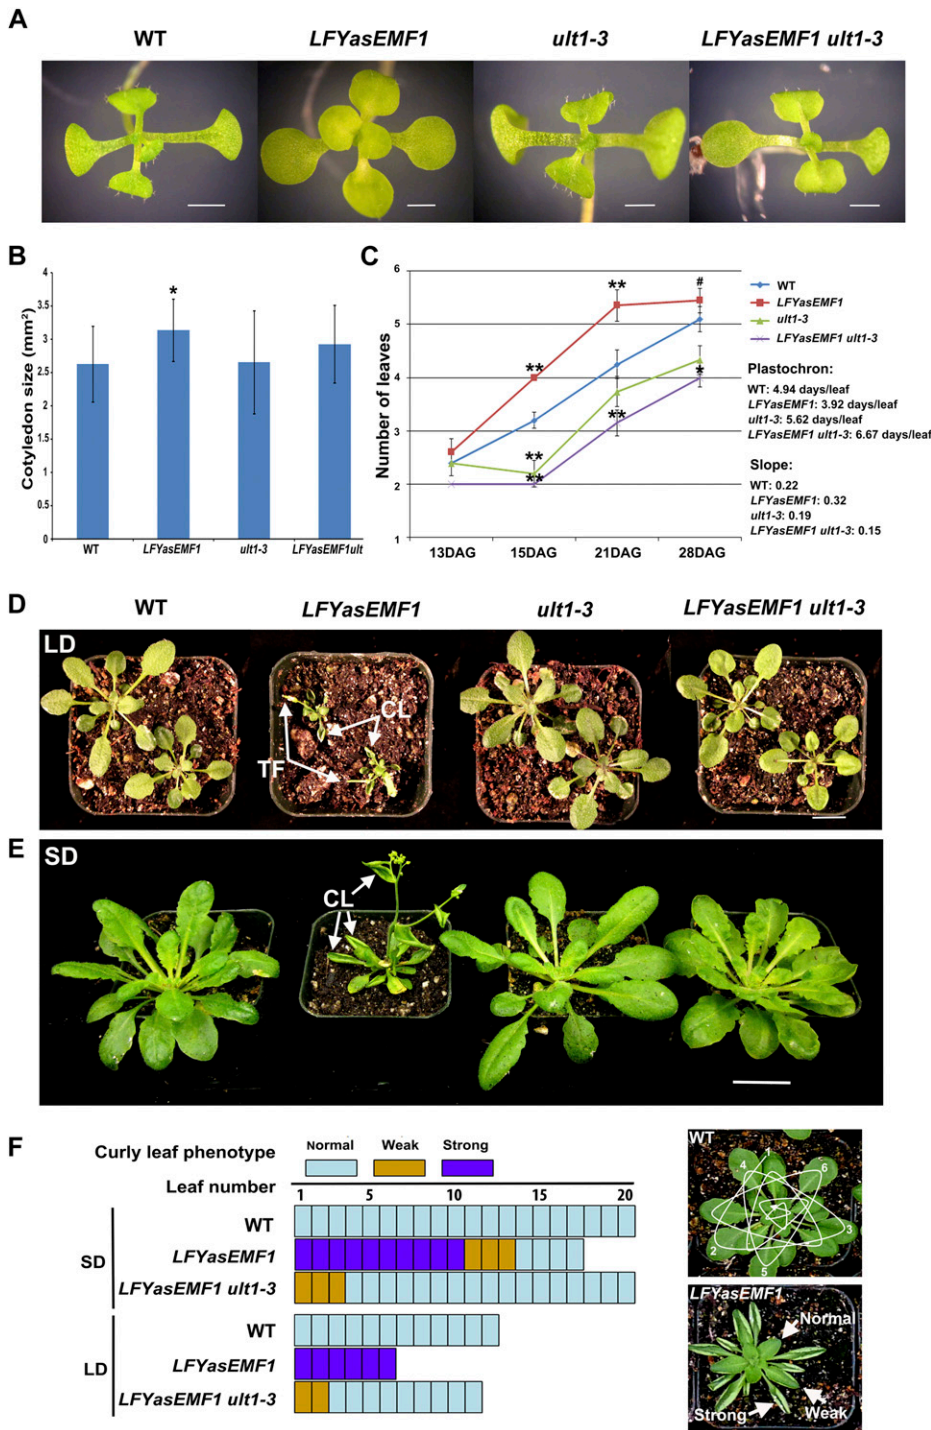 A
WT LFYasEMF1 ult1-3 LFYasEMF1 ult1-3
B
Cotyledon size (mm²)
4
3.5
3
2.5
2
1.5
1
0.5
0
*
WT LFYasEMF1 ult1-3 LFYasEMF1ult
C
Number of leaves
6
5
4
3
2
1
** ** ** ** ** # *
13DAG 15DAG 21DAG 28DAG
WT
LFYasEMF1
ult1-3
LFYasEMF1 ult1-3
Plastochron:
WT: 4.94 days/leaf
LFYasEMF1: 3.92 days/leaf
ult1-3: 5.62 days/leaf
LFYasEMF1 ult1-3: 6.67 days/leaf
Slope:
WT: 0.22
LFYasEMF1: 0.32
ult1-3: 0.19
LFYasEMF1 ult1-3: 0.15
D
WT LFYasEMF1 ult1-3 LFYasEMF1 ult1-3
LD
CL
TF
E
SD
CL
F
Curly leaf phenotype
Normal Weak Strong
Leaf number
1 5 10 15 20
SD
WT
LFYasEMF1
LFYasEMF1 ult1-3
LD
WT
LFYasEMF1
LFYasEMF1 ult1-3
WT
1
4 6
2 3
5
LFYasEMF1
Normal
Strong Weak